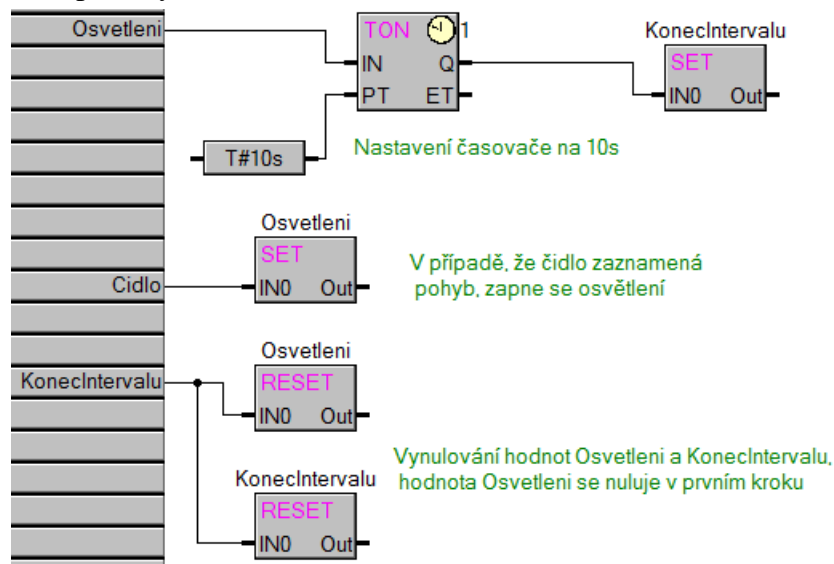 Osvetleni
TON 1
IN Q
PT ET
KonecIntervalu
SET
IN0 Out
T#10s
Nastavení časovače na 10s
Osvetleni
SET
IN0 Out
Cidlo
V případě, že čidlo zaznamená
pohyb, zapne se osvětlení
Osvetleni
RESET
IN0 Out
KonecIntervalu
Vynulování hodnot Osvetleni a KonecIntervalu,
hodnota Osvetleni se nuluje v prvním kroku
KonecIntervalu
RESET
IN0 Out